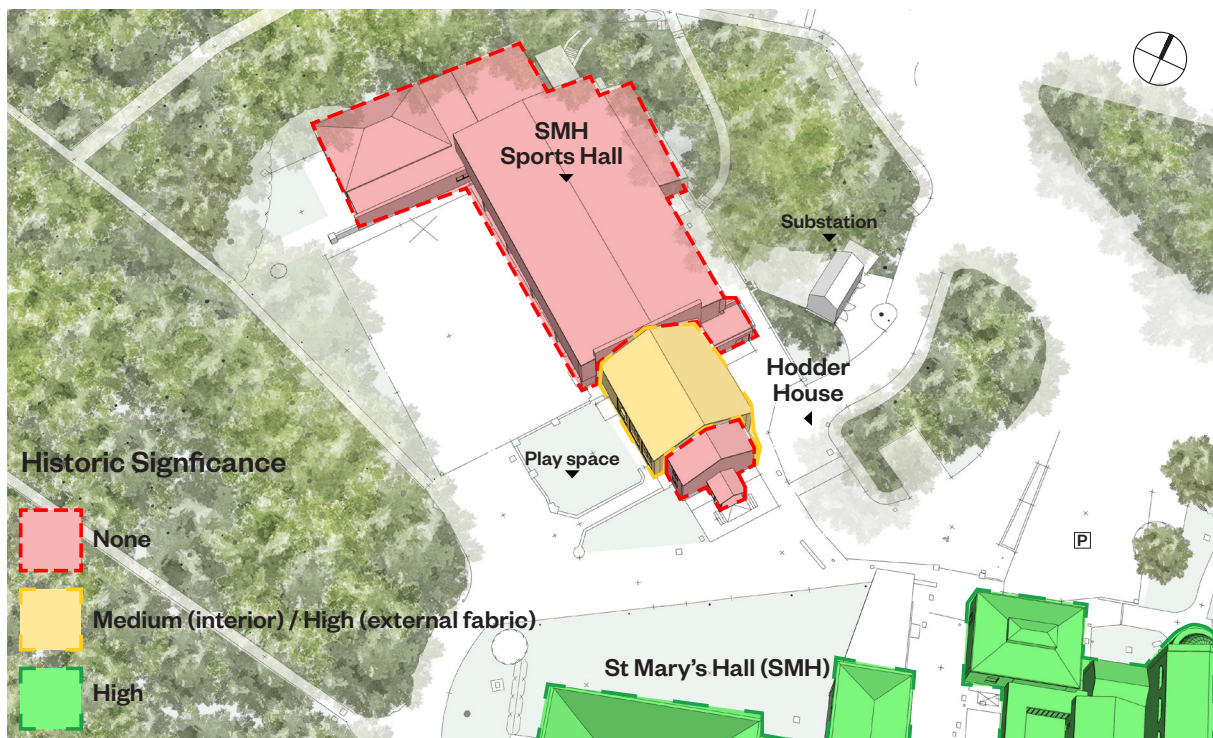 SMH
Sports Hall
Substation
Hodder
House
Play space
Historic Signficance
None
Medium (interior) / High (external fabric)
High
P
St Mary's Hall (SMH)